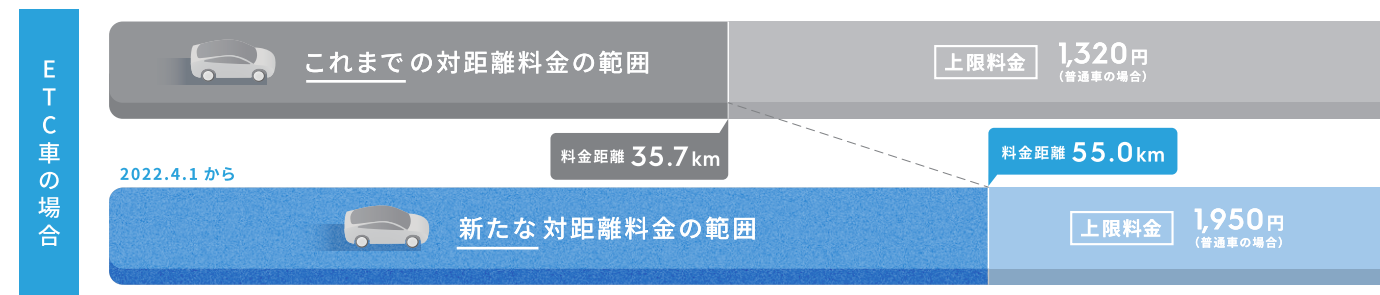 ETC車の場合
これまでの対距離料金の範囲
上限料金
1,320円
（普通車の場合）
料金距離 35.7km
2022.4.1 から
料金距離 55.0km
新たな対距離料金の範囲
上限料金
1,950円
（普通車の場合）